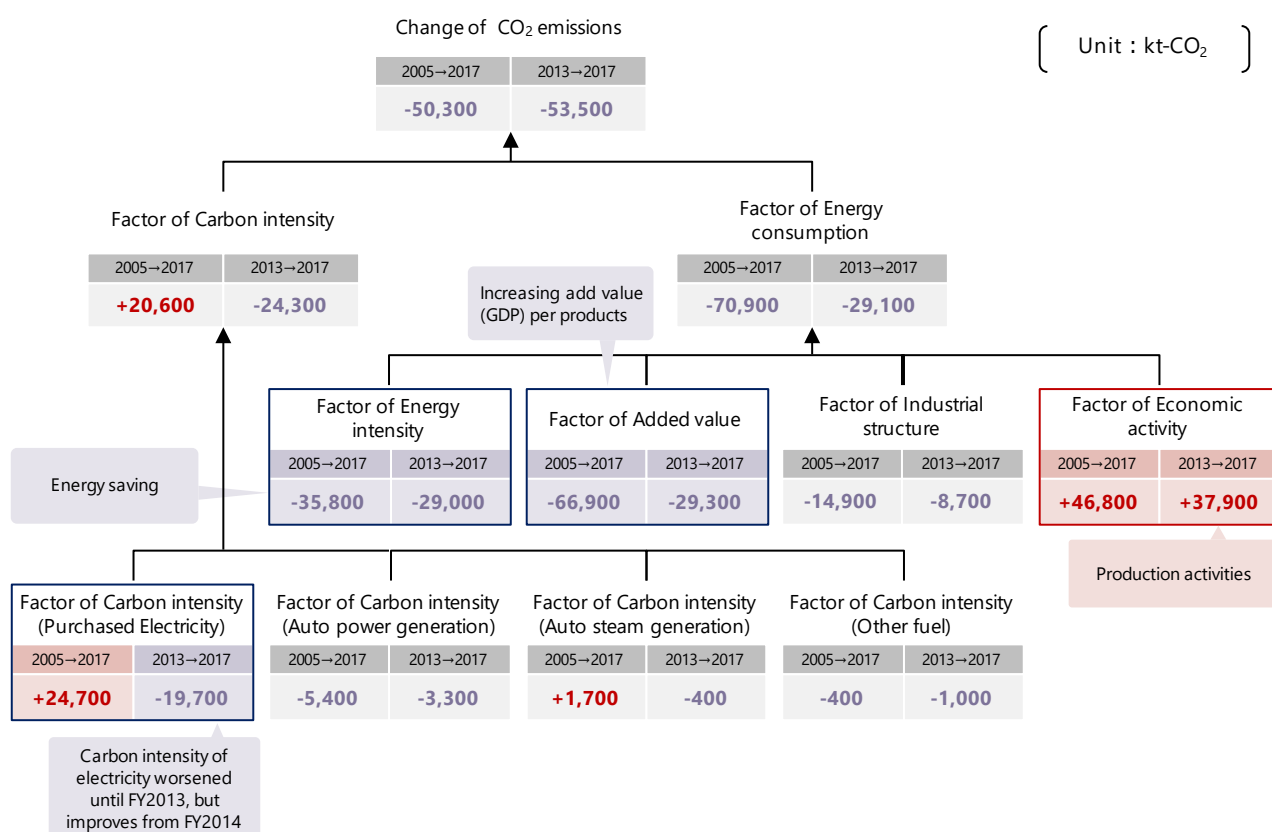 Change of CO₂ emissions
Unit：kt-CO₂
2005→2017 2013→2017
-50,300 -53,500
Factor of Carbon intensity
2005→2017 2013→2017
+20,600 -24,300
Factor of Energy
consumption
2005→2017 2013→2017
-70,900 -29,100
Increasing add value
(GDP) per products
Factor of Energy
intensity
2005→2017 2013→2017
-35,800 -29,000
Factor of Added value
2005→2017 2013→2017
-66,900 -29,300
Factor of Industrial
structure
2005→2017 2013→2017
-14,900 -8,700
Factor of Economic
activity
2005→2017 2013→2017
+46,800 +37,900
Energy saving
Production activities
Factor of Carbon intensity
(Purchased Electricity)
2005→2017 2013→2017
+24,700 -19,700
Factor of Carbon intensity
(Auto power generation)
2005→2017 2013→2017
-5,400 -3,300
Factor of Carbon intensity
(Auto steam generation)
2005→2017 2013→2017
+1,700 -400
Factor of Carbon intensity
(Other fuel)
2005→2017 2013→2017
-400 -1,000
Carbon intensity of
electricity worsened
until FY2013, but
improves from FY2014